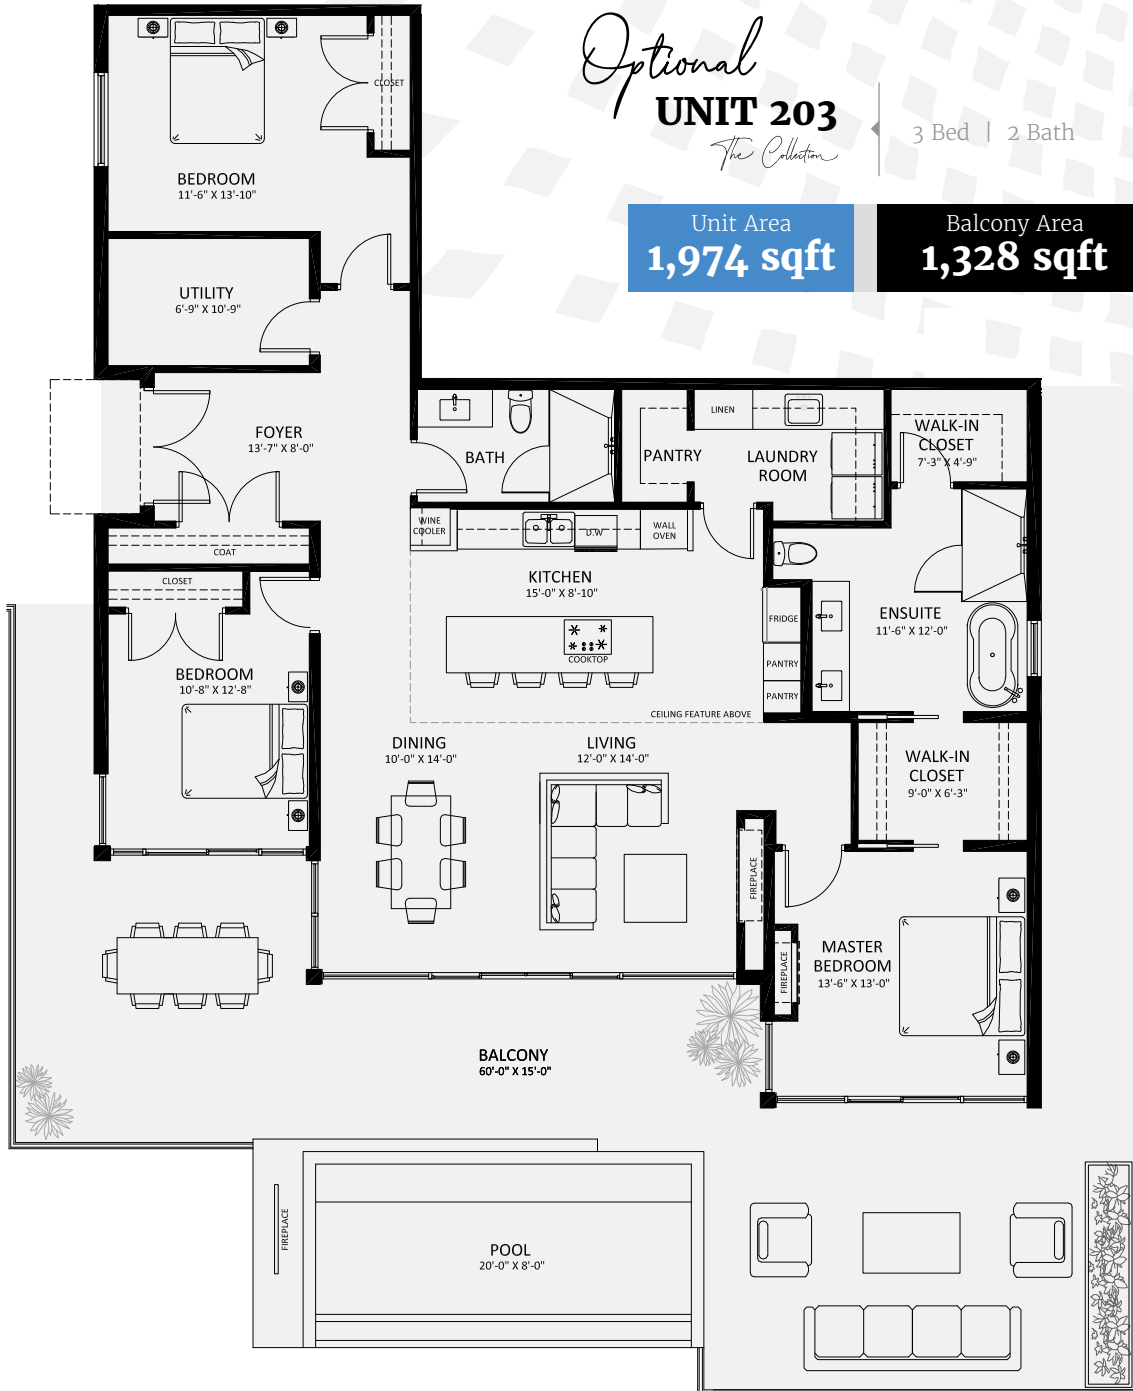 Optional
UNIT 203
The Collection
3 Bed | 2 Bath
Unit Area
1,974 sqft
Balcony Area
1,328 sqft
CLOSET
BEDROOM
11'-6" X 13'-10"
UTILITY
6'-9" X 10'-9"
FOYER
13'-7" X 8'-0"
COAT
CLOSET
BEDROOM
10'-8" X 12'-8"
BATH
PANTRY
LINEN
LAUNDRY
ROOM
WALK-IN
CLOSET
7'-3" X 4'-9"
WINE
COOLER
D.W
WALL
OVEN
KITCHEN
15'-0" X 8'-10"
COOKTOP
FRIDGE
PANTRY
PANTRY
ENSUITE
11'-6" X 12'-0"
CEILING FEATURE ABOVE
DINING
10'-0" X 14'-0"
LIVING
12'-0" X 14'-0"
WALK-IN
CLOSET
9'-0" X 6'-3"
FIREPLACE
FIREPLACE
MASTER
BEDROOM
13'-6" X 13'-0"
BALCONY
60'-0" X 15'-0"
FIREPLACE
POOL
20'-0" X 8'-0"